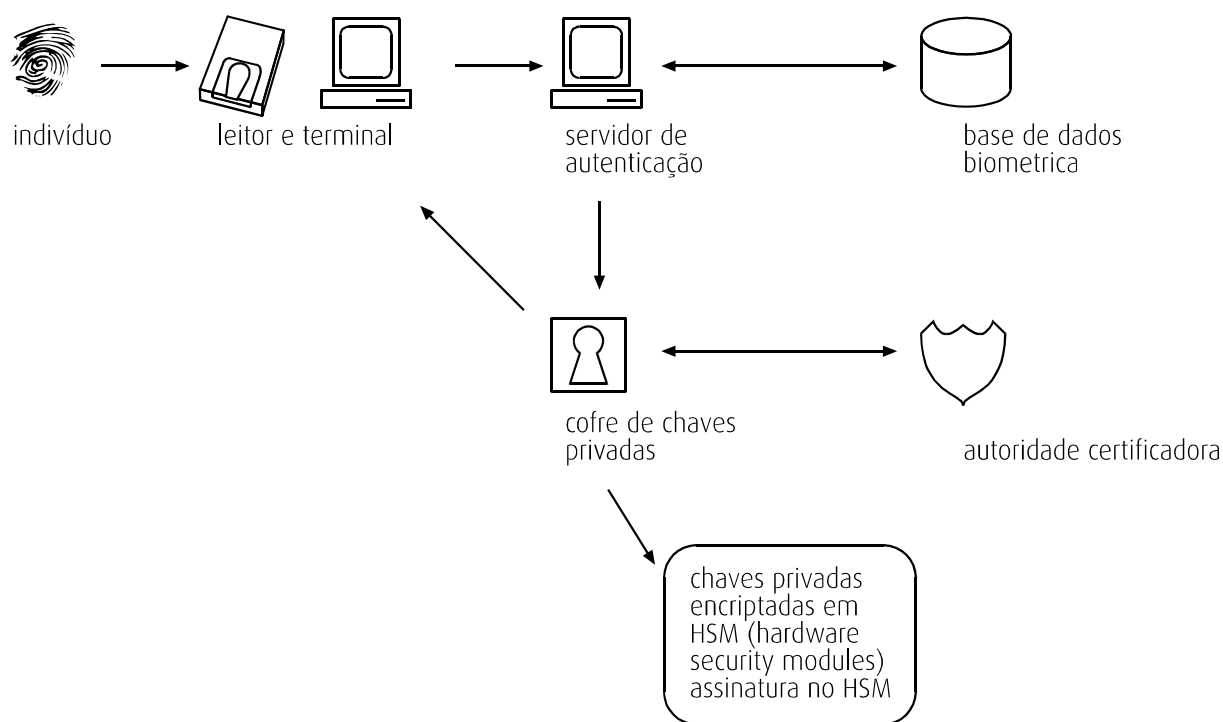 indivíduo
leitor e terminal
servidor de
autenticação
base de dados
biometrica
cofre de chaves
privadas
autoridade certificadora
chaves privadas
encriptadas em
HSM (hardware
security modules)
assinatura no HSM